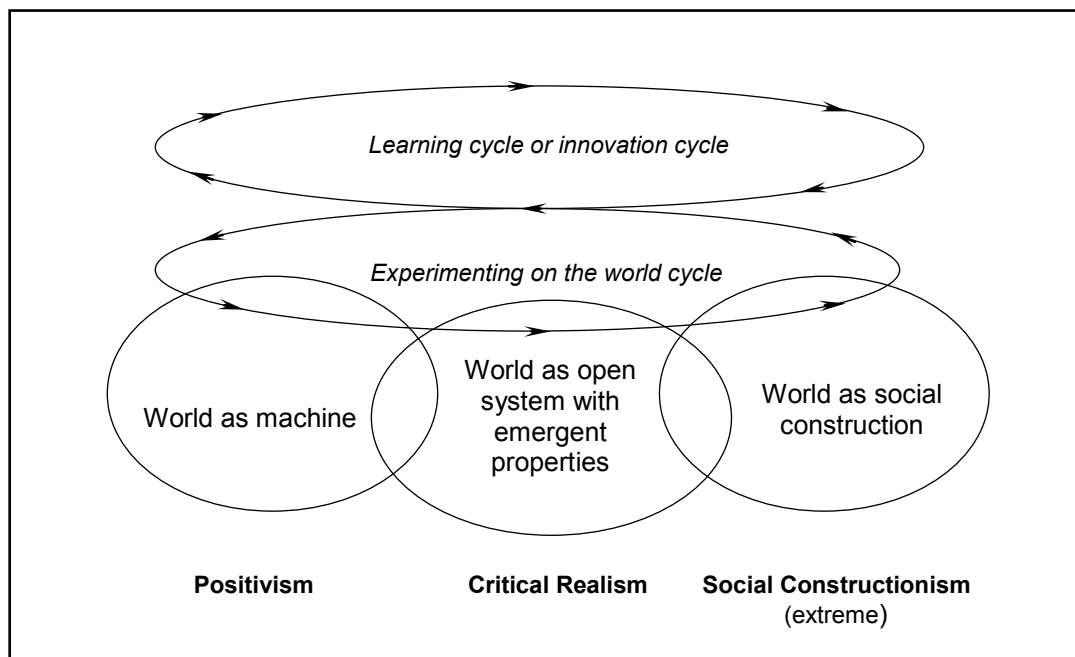 Learning cycle or innovation cycle
Experimenting on the world cycle
World as machine
World as open
system with
emergent
properties
World as social
construction
Positivism
Critical Realism
Social Constructionism
(extreme)